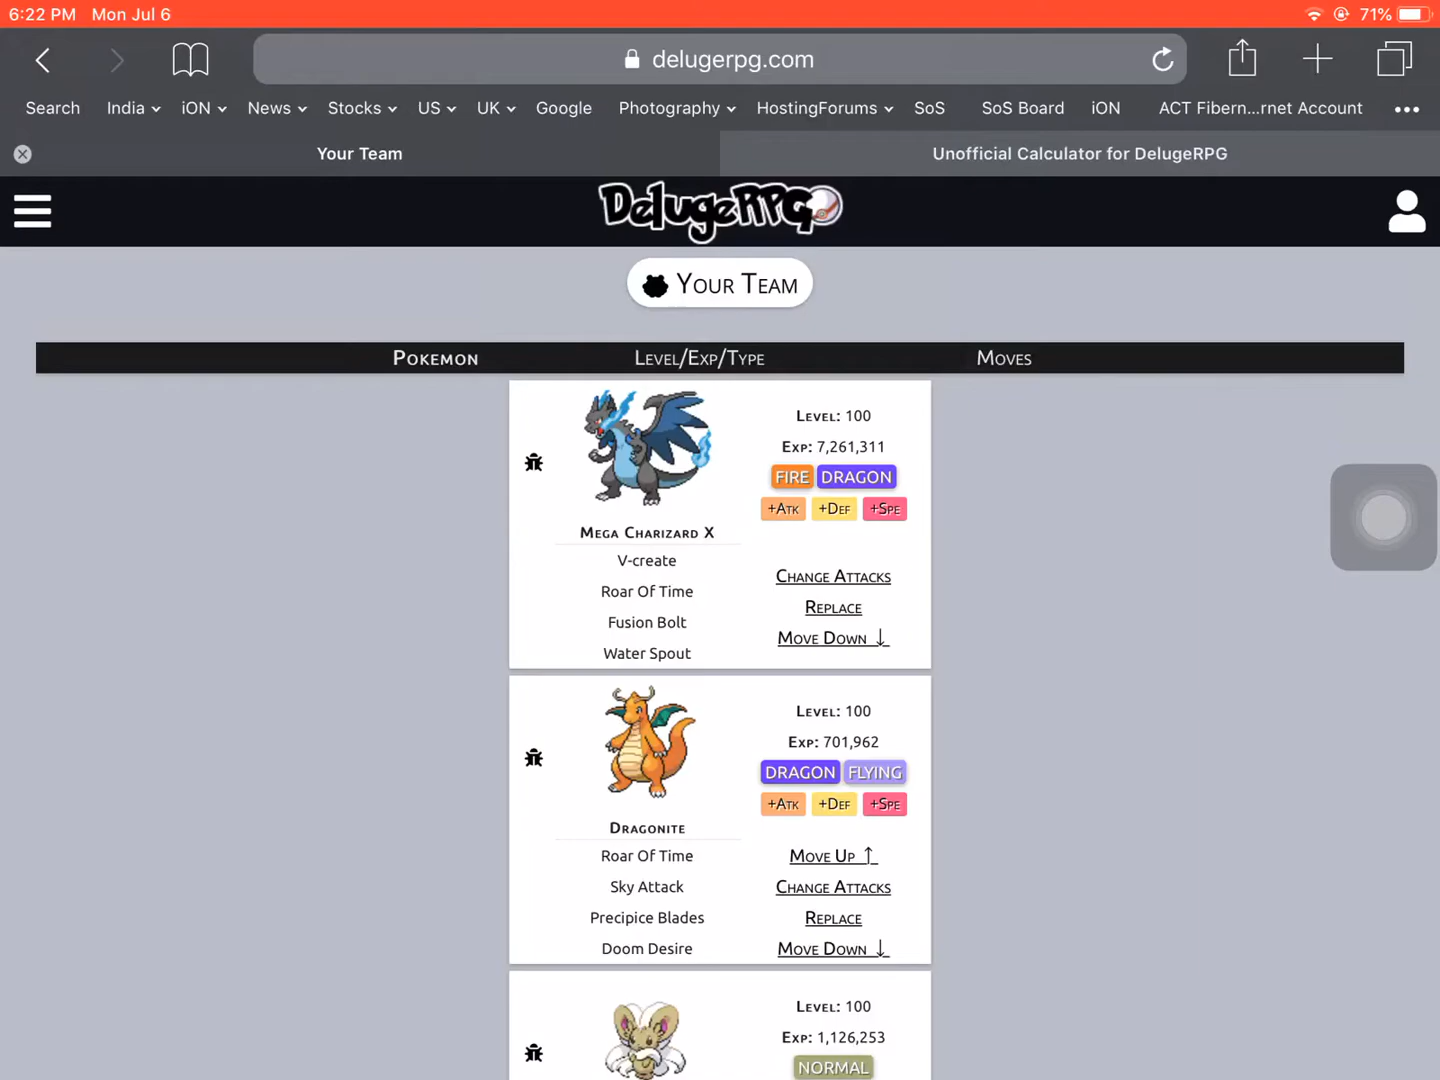 6:22 PM Mon Jul 6 71%
delugerpg.com
Search India iON News Stocks US UK Google Photography HostingForums SoS SoS Board iON ACT Fibern...rnet Account
Your Team Unofficial Calculator for DelugeRPG
DelugeRPG
Your Team
Pokemon Level/Exp/Type Moves
Level: 100
Exp: 7,261,311
FIRE DRAGON
+Atk +Def +Spe
Mega Charizard X
V-create
Roar Of Time
Fusion Bolt
Water Spout
Change Attacks
Replace
Move Down ↓
Level: 100
Exp: 701,962
DRAGON FLYING
+Atk +Def +Spe
Dragonite
Roar Of Time
Sky Attack
Precipice Blades
Doom Desire
Move Up ↑
Change Attacks
Replace
Move Down ↓
Level: 100
Exp: 1,126,253
NORMAL